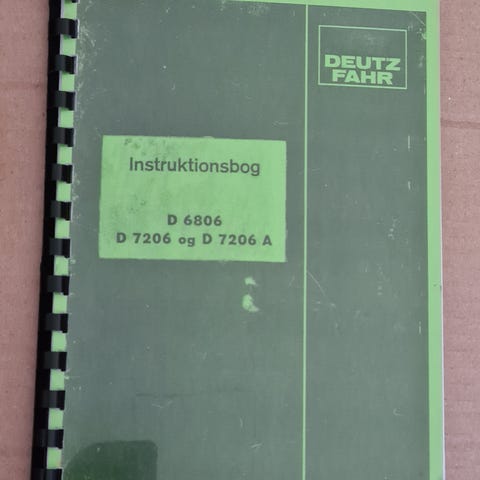 DEUTZ
FAHR
Instruktionsbog
D 6806
D 7206 og D 7206 A